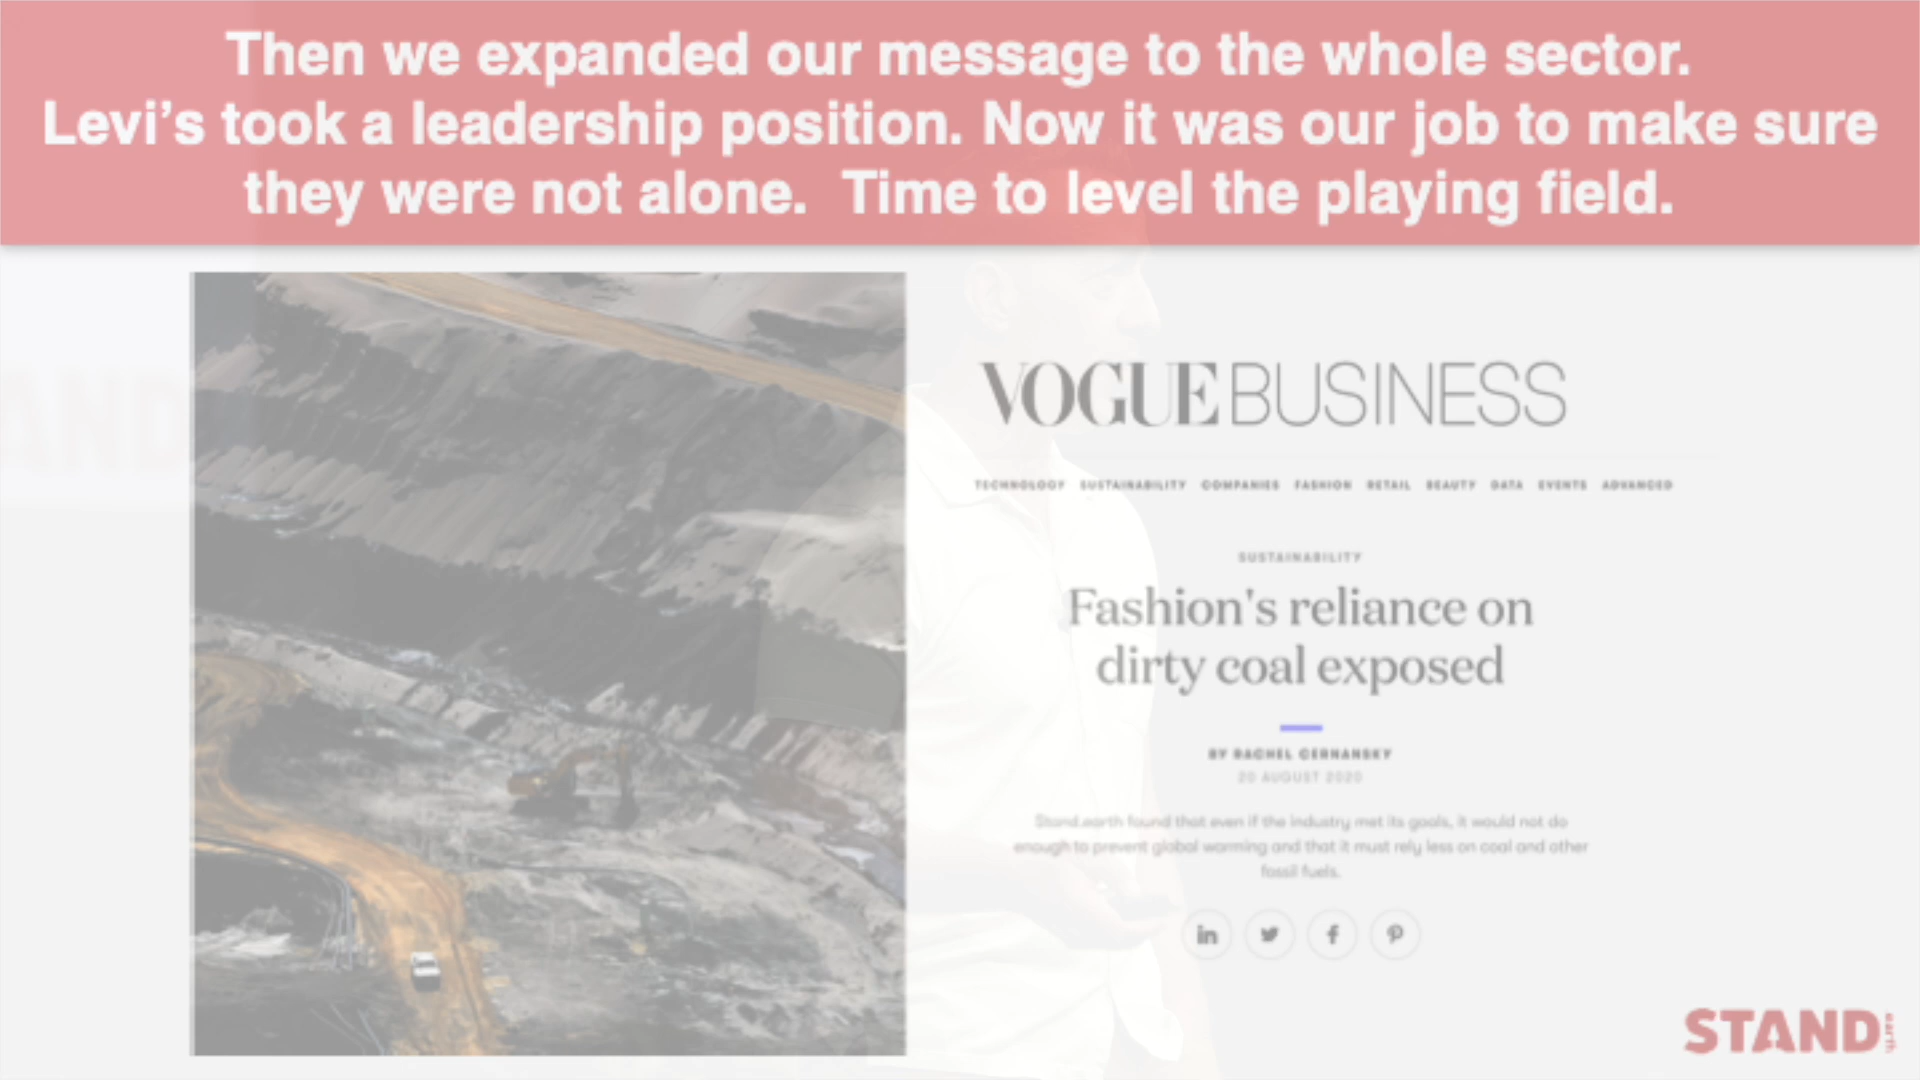 Then we expanded our message to the whole sector.
Levi's took a leadership position. Now it was our job to make sure
they were not alone. Time to level the playing field.
AND
VOGUE BUSINESS
TECHNOLOGY SUSTAINABILITY COMPANIES FASHION RETAIL BEAUTY DATA EVENTS ADVANCED
SUSTAINABILITY
Fashion's reliance on
dirty coal exposed
BY RACHEL CERNANSKY
20 AUGUST 2020
Stand.earth found that even if the industry met its goals, it would not do
enough to prevent global warming and that it must rely less on coal and other
fossil fuels.
in f
STAND
earth